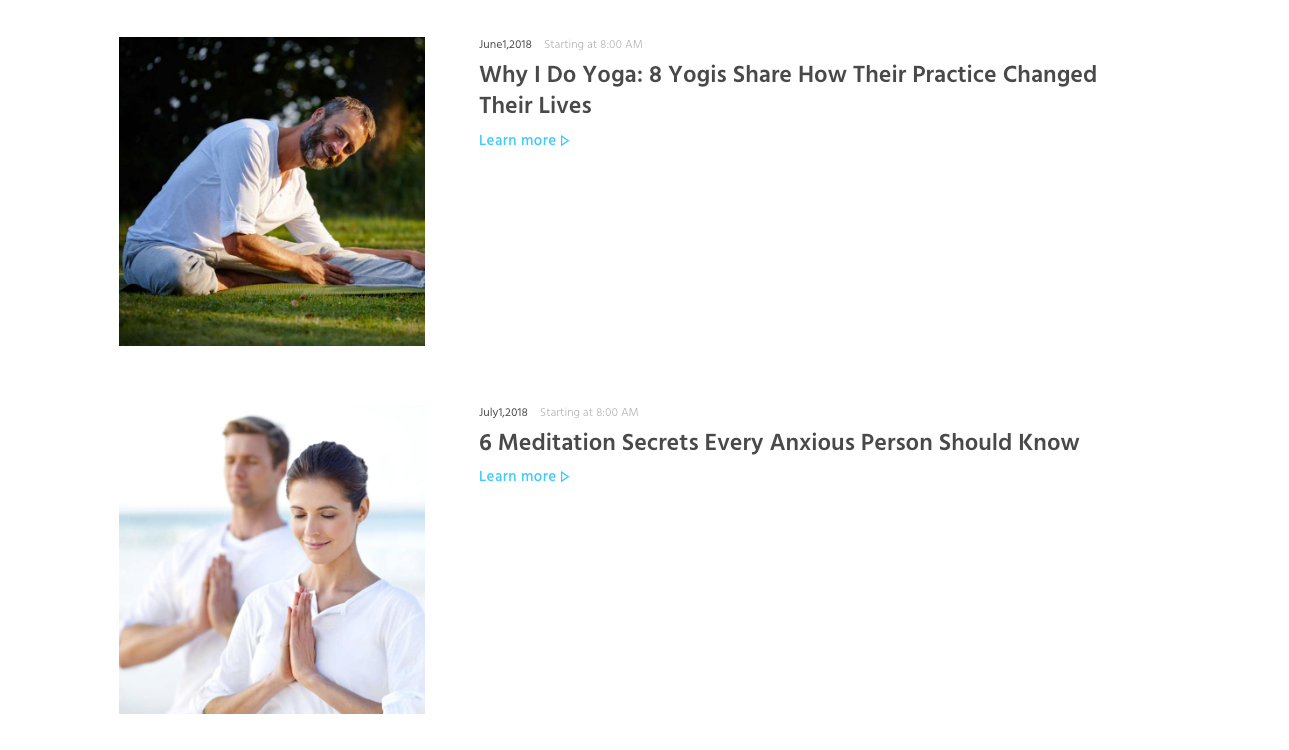 June1,2018 Starting at 8:00 AM
Why I Do Yoga: 8 Yogis Share How Their Practice Changed
Their Lives
Learn more
July1,2018 Starting at 8:00 AM
6 Meditation Secrets Every Anxious Person Should Know
Learn more